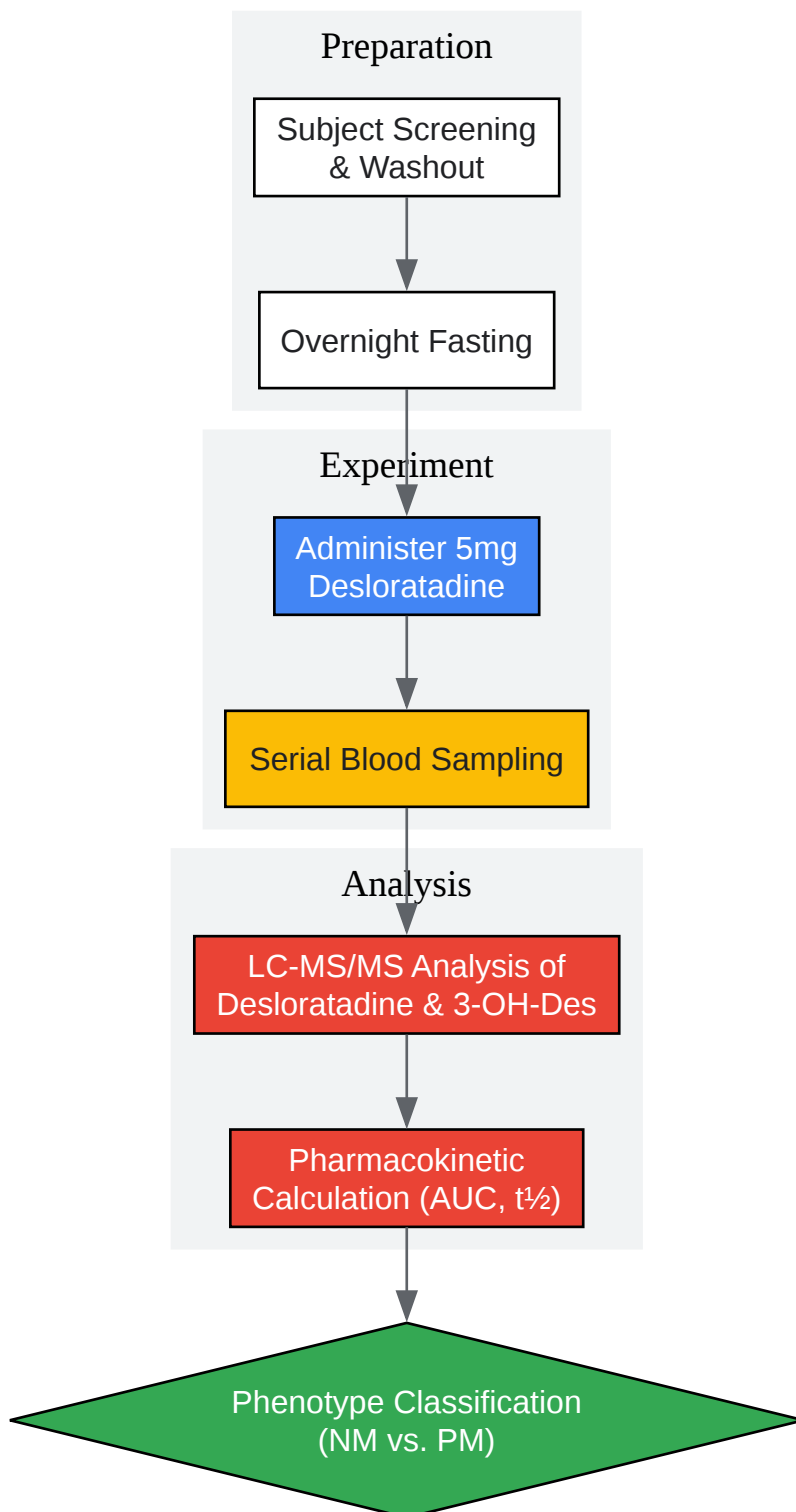 Preparation
Subject Screening
& Washout
Overnight Fasting
Experiment
Administer 5mg
Desloratadine
Serial Blood Sampling
Analysis
LC-MS/MS Analysis of
Desloratadine & 3-OH-Des
Pharmacokinetic
Calculation (AUC, t½)
Phenotype Classification
(NM vs. PM)